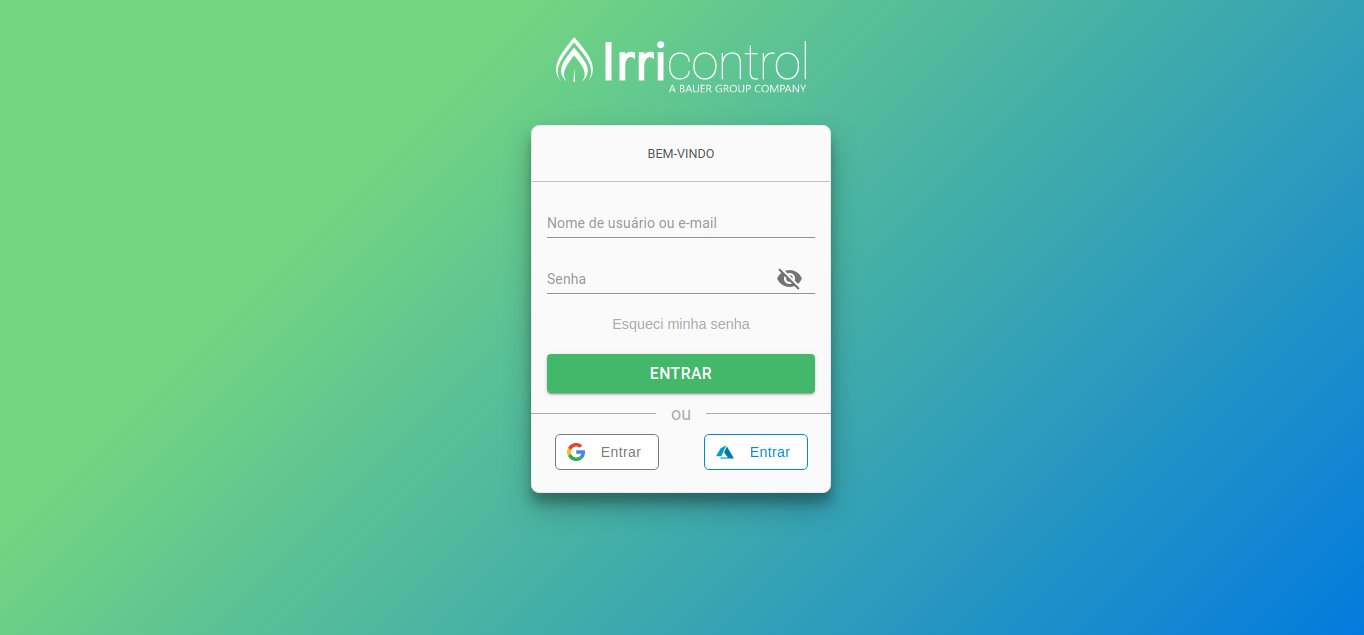 Irricontrol
A BAUER GROUP COMPANY
BEM-VINDO
Nome de usuário ou e-mail
Senha
Esqueci minha senha
ENTRAR
ou
Entrar Entrar